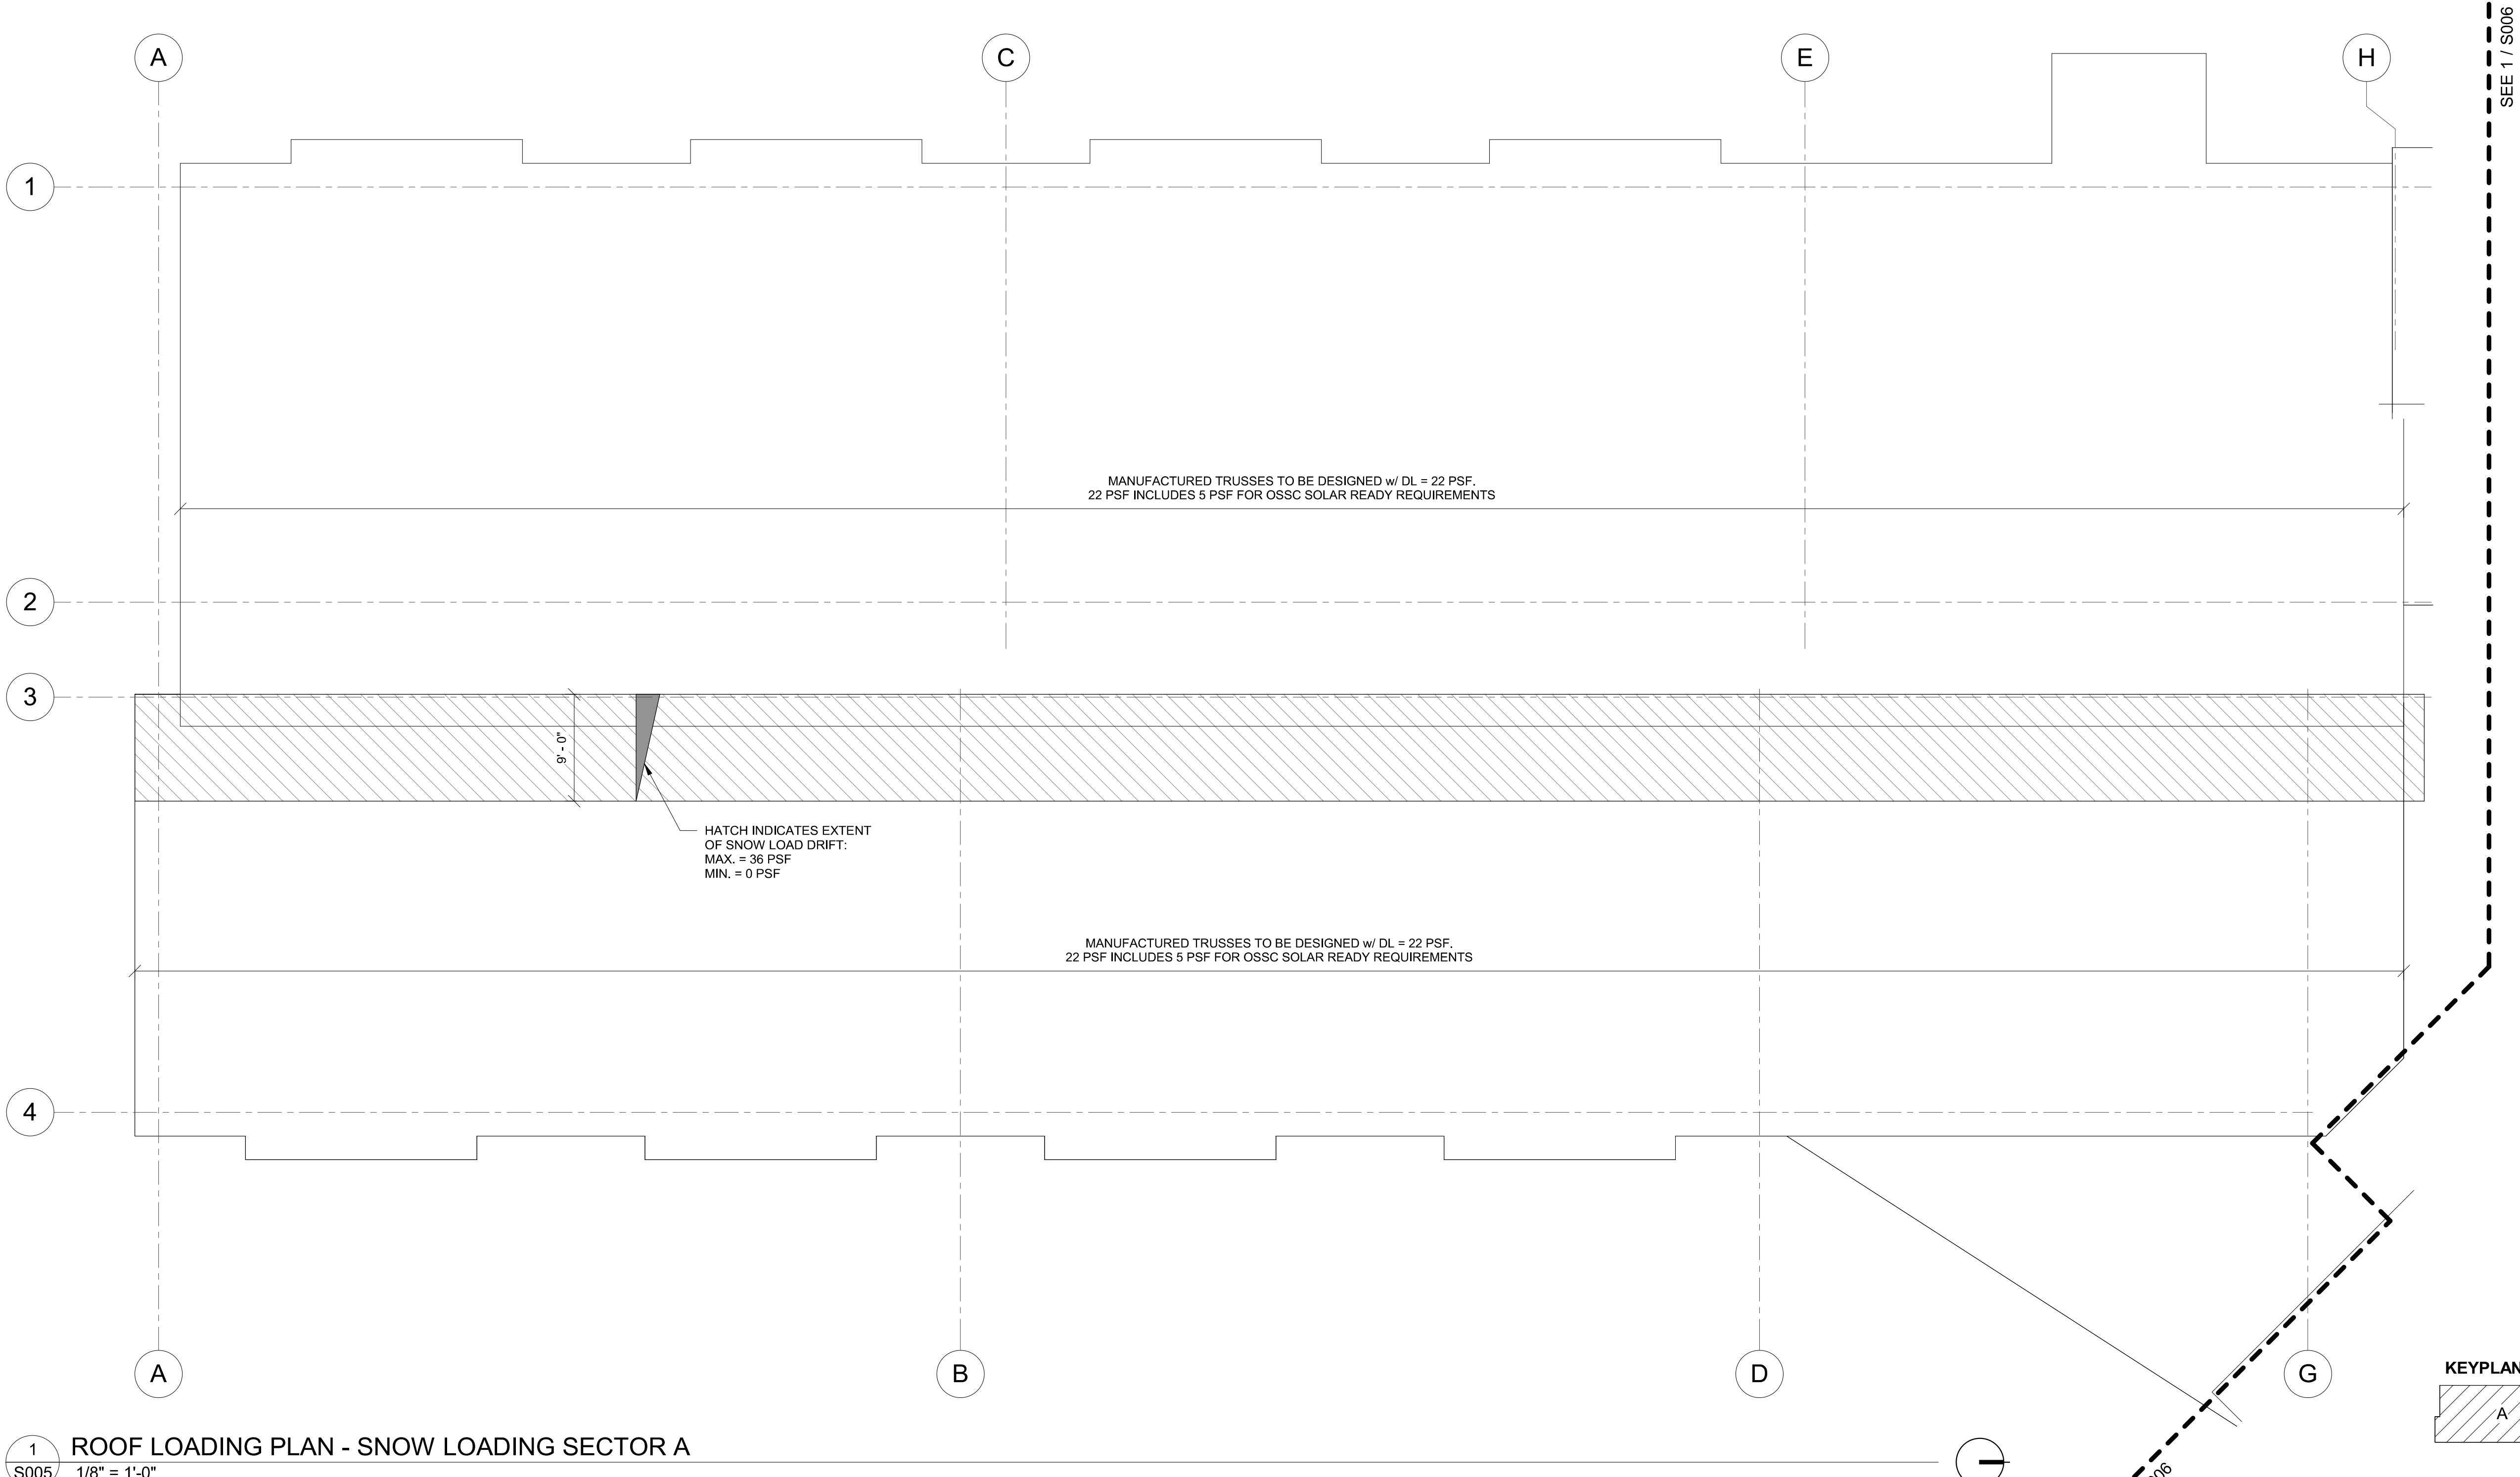 SEE 1 / S006
A
C
E
H
1
MANUFACTURED TRUSSES TO BE DESIGNED w/ DL = 22 PSF.
22 PSF INCLUDES 5 PSF FOR OSSC SOLAR READY REQUIREMENTS
2
3
9' - 0"
HATCH INDICATES EXTENT
OF SNOW LOAD DRIFT:
MAX. = 36 PSF
MIN. = 0 PSF
MANUFACTURED TRUSSES TO BE DESIGNED w/ DL = 22 PSF.
22 PSF INCLUDES 5 PSF FOR OSSC SOLAR READY REQUIREMENTS
4
A
B
D
G
KEYPLAN
A
1
S005
ROOF LOADING PLAN - SNOW LOADING SECTOR A
1/8" = 1'-0"